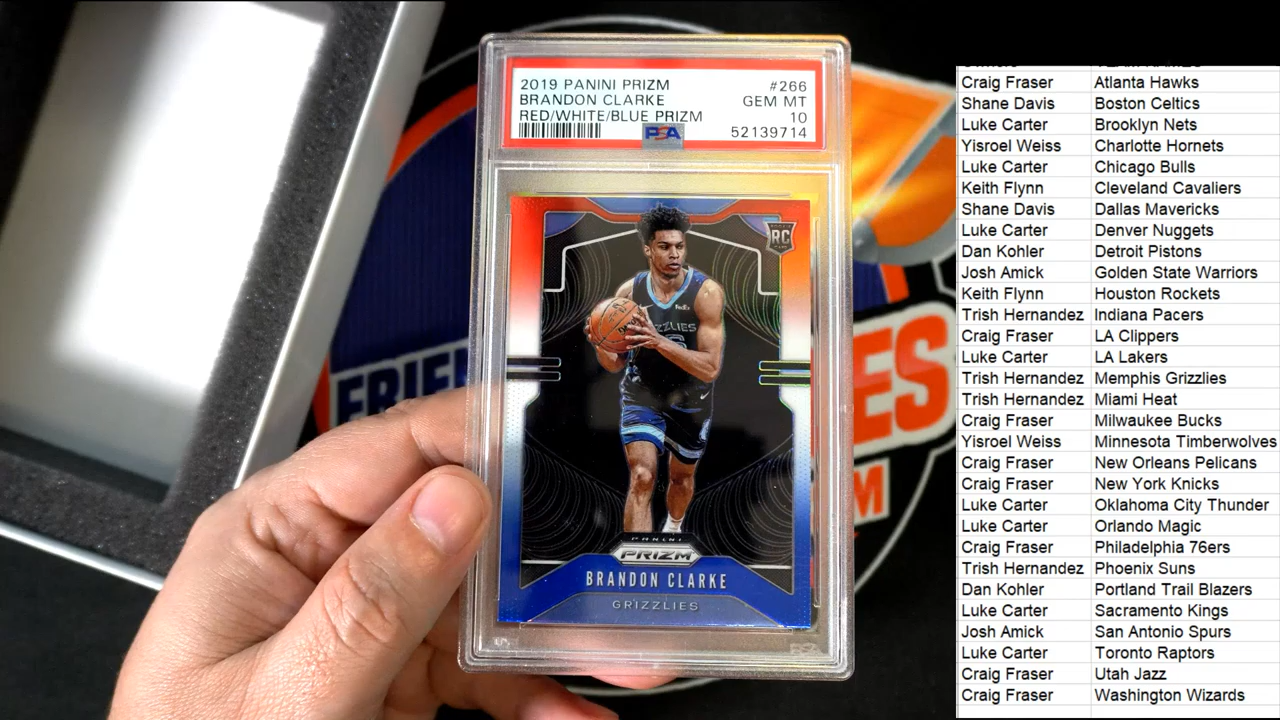 2019 PANINI PRIZM #266
BRANDON CLARKE GEM MT
RED/WHITE/BLUE PRIZM 10
PSA 52139714
RC
FedEx
PANINI
PRIZM
BRANDON CLARKE
GRIZZLIES
Craig Fraser Atlanta Hawks
Shane Davis Boston Celtics
Luke Carter Brooklyn Nets
Yisroel Weiss Charlotte Hornets
Luke Carter Chicago Bulls
Keith Flynn Cleveland Cavaliers
Shane Davis Dallas Mavericks
Luke Carter Denver Nuggets
Dan Kohler Detroit Pistons
Josh Amick Golden State Warriors
Keith Flynn Houston Rockets
Trish Hernandez Indiana Pacers
Craig Fraser LA Clippers
Luke Carter LA Lakers
Trish Hernandez Memphis Grizzlies
Trish Hernandez Miami Heat
Craig Fraser Milwaukee Bucks
Yisroel Weiss Minnesota Timberwolves
Craig Fraser New Orleans Pelicans
Craig Fraser New York Knicks
Luke Carter Oklahoma City Thunder
Luke Carter Orlando Magic
Craig Fraser Philadelphia 76ers
Trish Hernandez Phoenix Suns
Dan Kohler Portland Trail Blazers
Luke Carter Sacramento Kings
Josh Amick San Antonio Spurs
Luke Carter Toronto Raptors
Craig Fraser Utah Jazz
Craig Fraser Washington Wizards